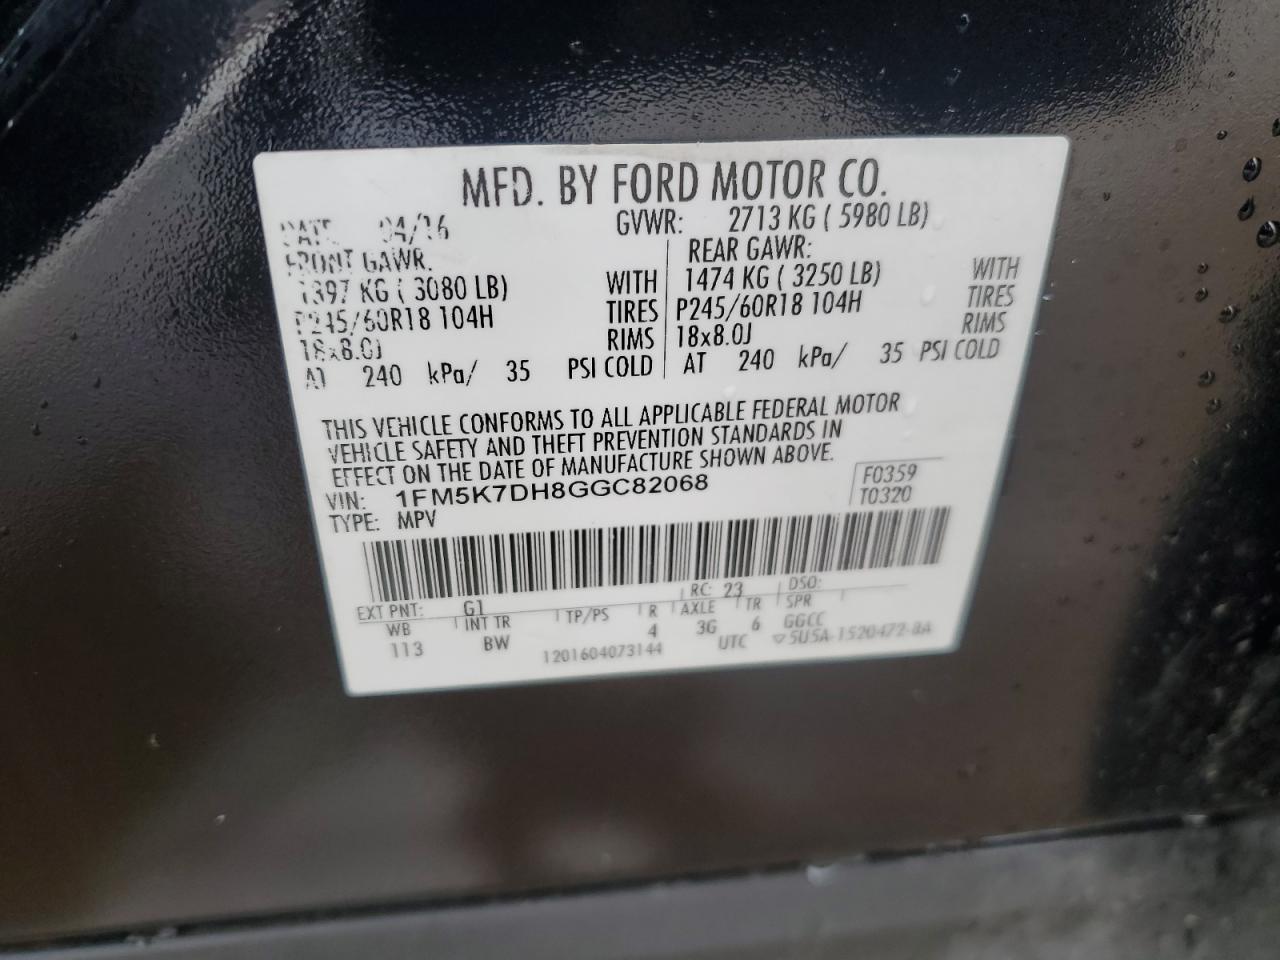 MFD. BY FORD MOTOR CO.
DATE: 04/16 GVWR: 2713 KG ( 5980 LB)
FRONT GAWR: REAR GAWR:
1397 KG ( 3080 LB) WITH 1474 KG ( 3250 LB) WITH
P245/60R18 104H TIRES P245/60R18 104H TIRES
18x8.0J RIMS 18x8.0J RIMS
AT 240 kPa/ 35 PSI COLD AT 240 kPa/ 35 PSI COLD
THIS VEHICLE CONFORMS TO ALL APPLICABLE FEDERAL MOTOR
VEHICLE SAFETY AND THEFT PREVENTION STANDARDS IN
EFFECT ON THE DATE OF MANUFACTURE SHOWN ABOVE.
VIN: 1FM5K7DH8GGC82068 F0359
TYPE: MPV T0320
EXT PNT: G1 RC: 23 DSO:
WB INT TR TP/PS R AXLE TR SPR
113 BW 4 3G 6 GGCC
1201604073144 UTC ▽5U5A-1520472-BA